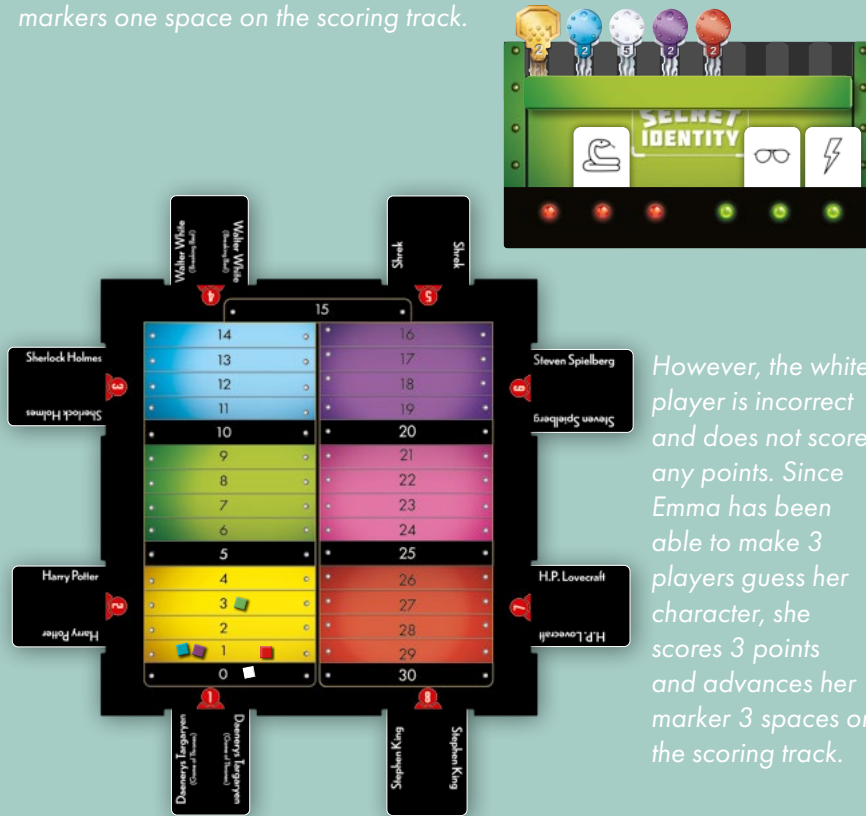 markers one space on the scoring track.
2 2 5 2 2
SECRET
IDENTITY
Walter White
(Breaking Bad)
Walter White
(Breaking Bad)
4
Shrek
Shrek
5
15
Sherlock Holmes
Sherlock Holmes
3
14 16
13 17
12 18
11 19
10 20
9 21
8 22
7 23
6 24
5 25
4 26
3 27
2 28
1 29
0 30
Steven Spielberg
Steven Spielberg
6
Harry Potter
Harry Potter
2
H.P. Lovecraft
H.P. Lovecraft
7
1
Daenerys Targaryen
(Game of Thrones)
Daenerys Targaryen
(Game of Thrones)
8
Stephen King
Stephen King
However, the white
player is incorrect
and does not score
any points. Since
Emma has been
able to make 3
players guess her
character, she
scores 3 points
and advances her
marker 3 spaces on
the scoring track.